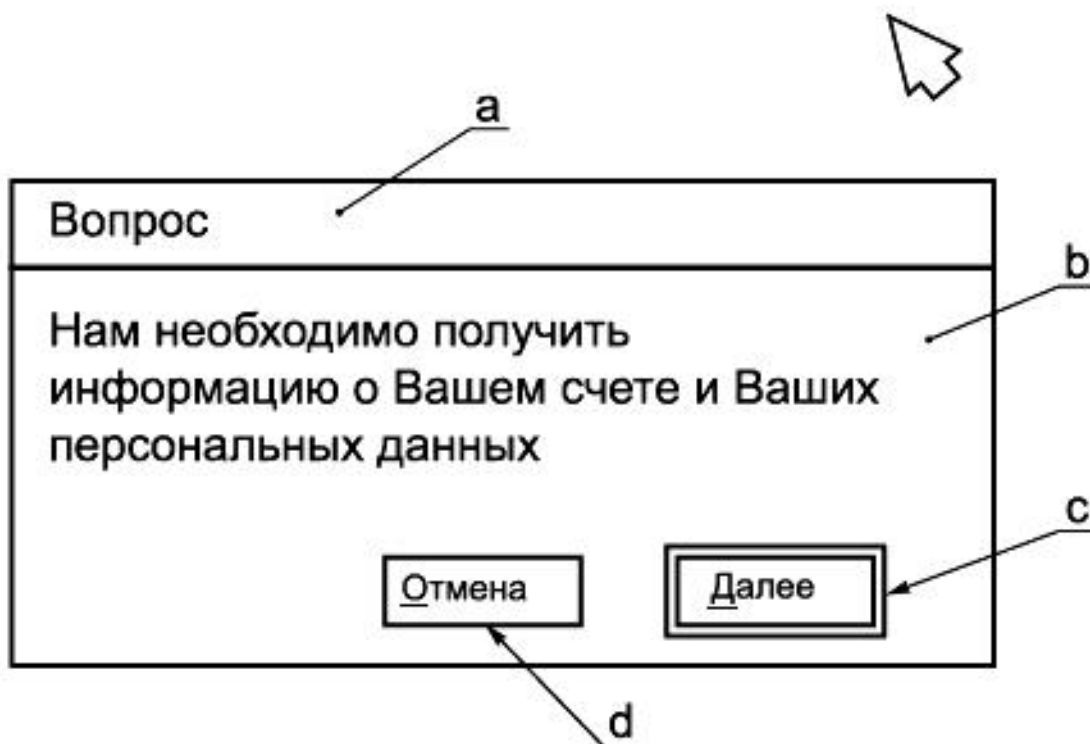 a
Вопрос
b
Нам необходимо получить
информацию о Вашем счете и Ваших
персональных данных
c
Отмена Далее
d